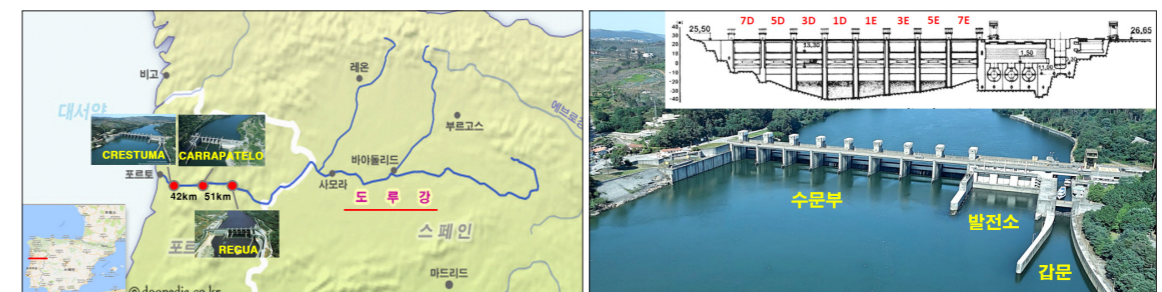 비고
레온
대서양
에브로강
부르고스
CRESTUMA
CARRAPATELO
바야돌리드
포르토
사모라
42km
51km
도 루 강
스 페 인
포르
REGUA
마드리드
© doopedia.co.kr
7D 5D 3D 1D 1E 3E 5E 7E
25,50
26,65
13,30
1,50
수문부
발전소
갑문